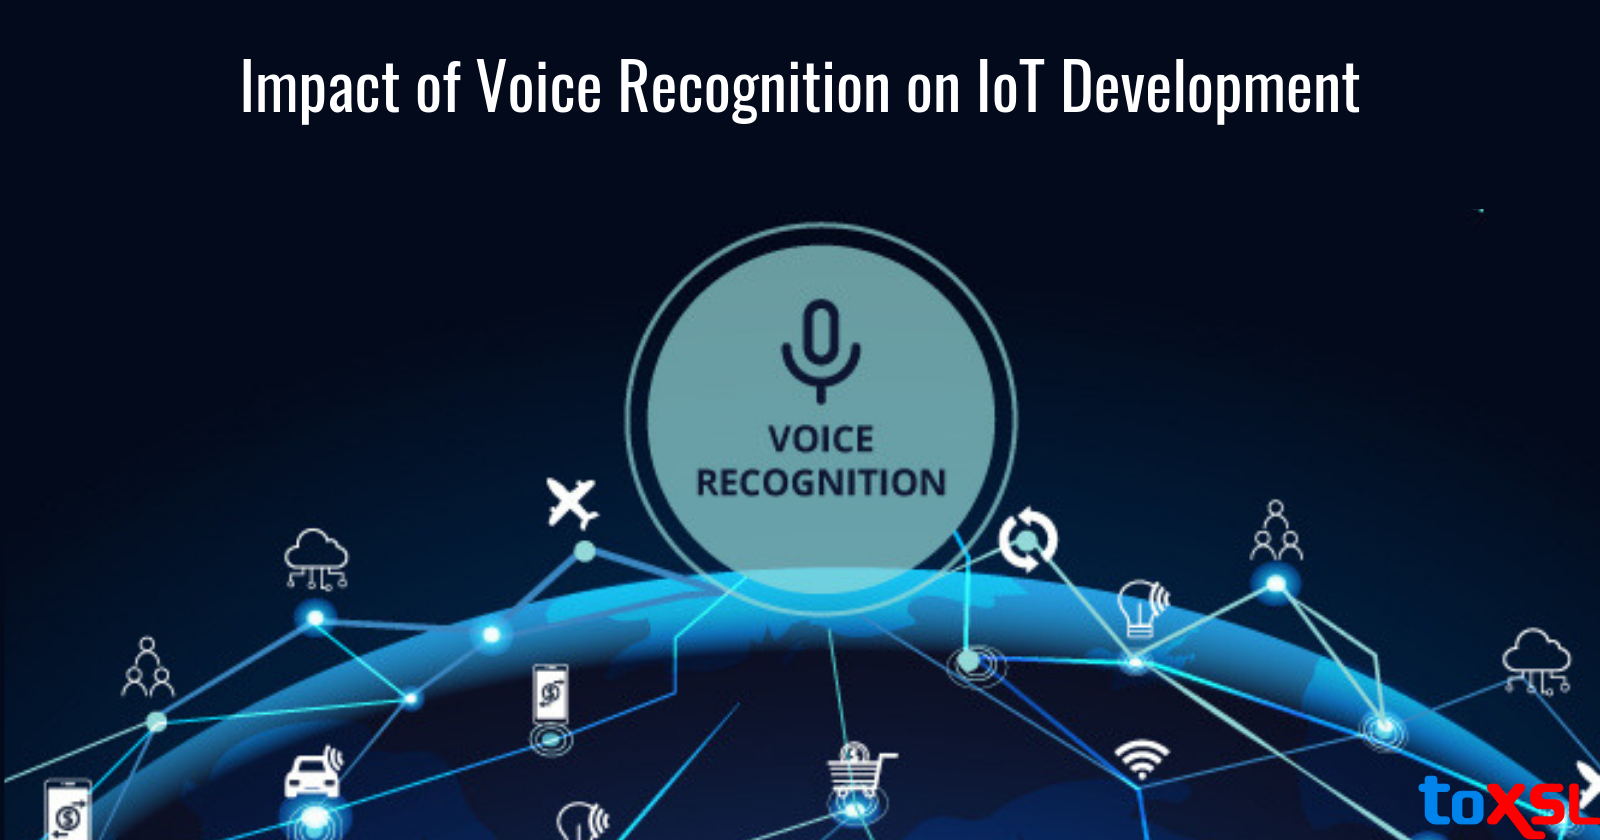 Impact of Voice Recognition on IoT Development
VOICE
RECOGNITION
toXSL